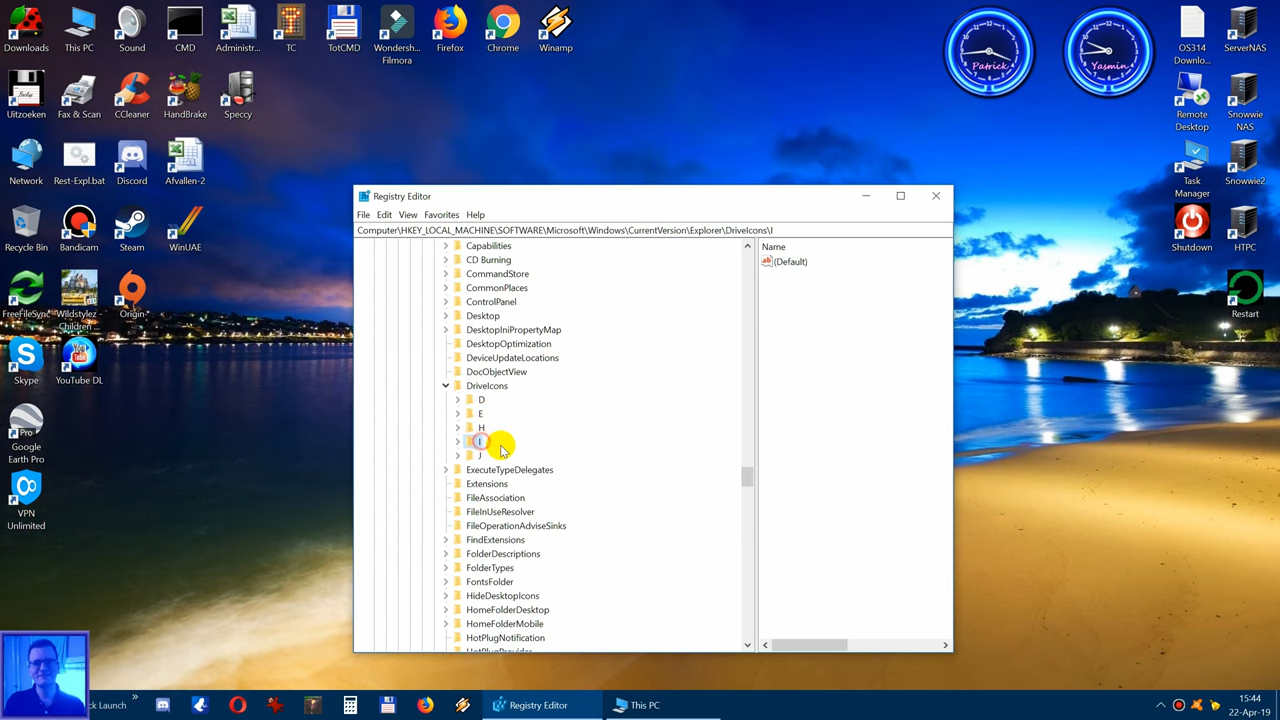 Downloads
This PC
Sound
CMD
Administr...
TC
TotCMD
Wondersh...
Filmora
Firefox
Chrome
Winamp
Patrick
Yasmin
OS314
Downlo...
ServerNAS
Uitzoeken
Fax & Scan
CCleaner
HandBrake
Speccy
Remote
Desktop
Snowwie
NAS
Network
Rest-Expl.bat
Discord
Afvallen-2
Task
Manager
Snowwie2
Recycle Bin
Bandicam
Steam
WinUAE
Shutdown
HTPC
FreeFileSync
Wildstylez -
Children ...
Origin
Restart
Skype
YouTube DL
Google
Earth Pro
VPN
Unlimited
Registry Editor
File Edit View Favorites Help
Computer\HKEY_LOCAL_MACHINE\SOFTWARE\Microsoft\Windows\CurrentVersion\Explorer\DriveIcons\I
Capabilities
CD Burning
CommandStore
CommonPlaces
ControlPanel
Desktop
DesktopIniPropertyMap
DesktopOptimization
DeviceUpdateLocations
DocObjectView
DriveIcons
D
E
H
I
J
ExecuteTypeDelegates
Extensions
FileAssociation
FileInUseResolver
FileOperationAdviseSinks
FindExtensions
FolderDescriptions
FolderTypes
FontsFolder
HideDesktopIcons
HomeFolderDesktop
HomeFolderMobile
HotPlugNotification
HotPlugProvider
Name
ab (Default)
Launch
Registry Editor
This PC
15:44
22-Apr-19